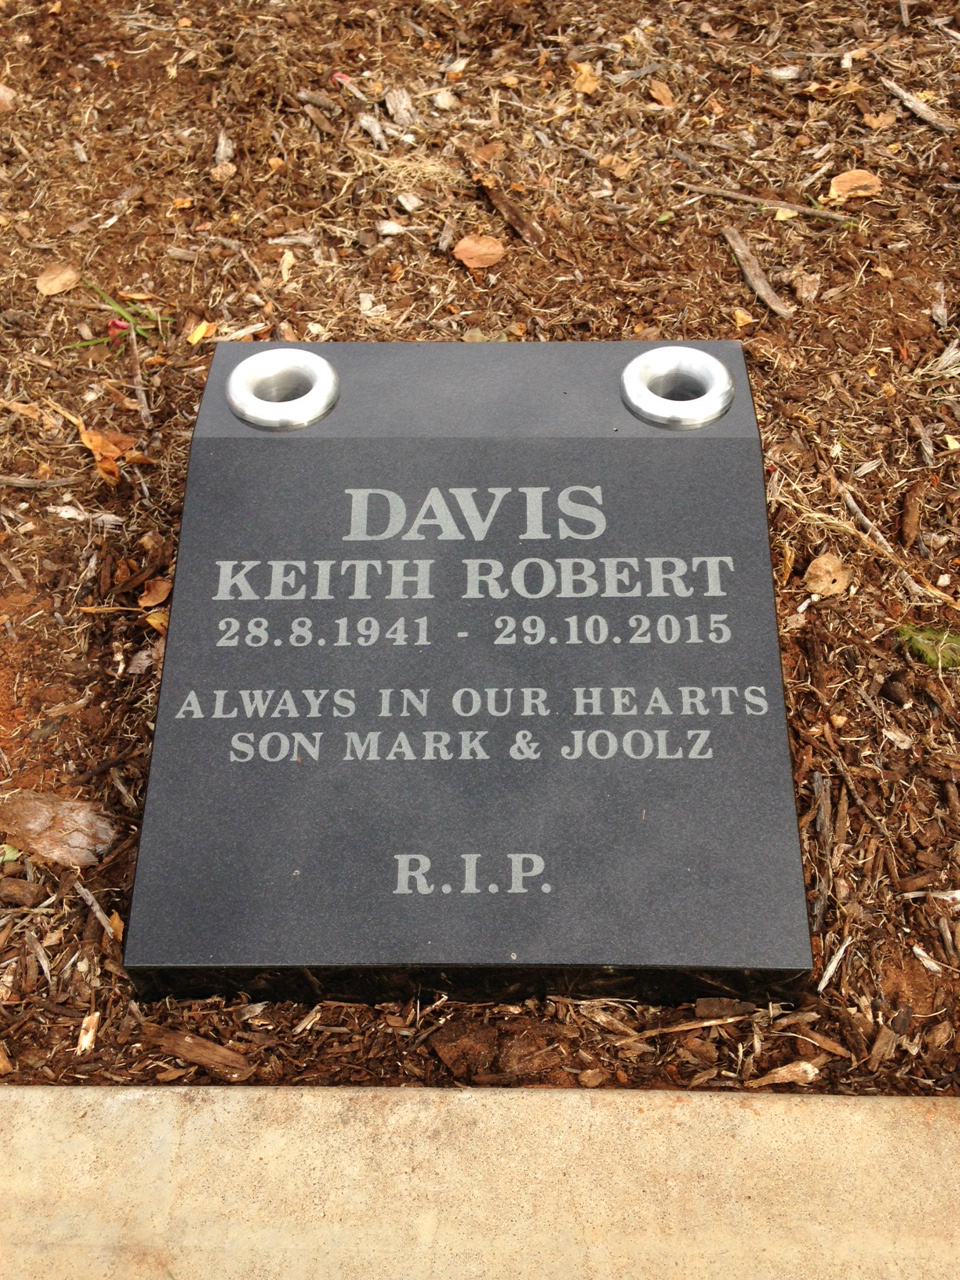 DAVIS
KEITH ROBERT
28.8.1941 - 29.10.2015
ALWAYS IN OUR HEARTS
SON MARK & JOOLZ
R.I.P.